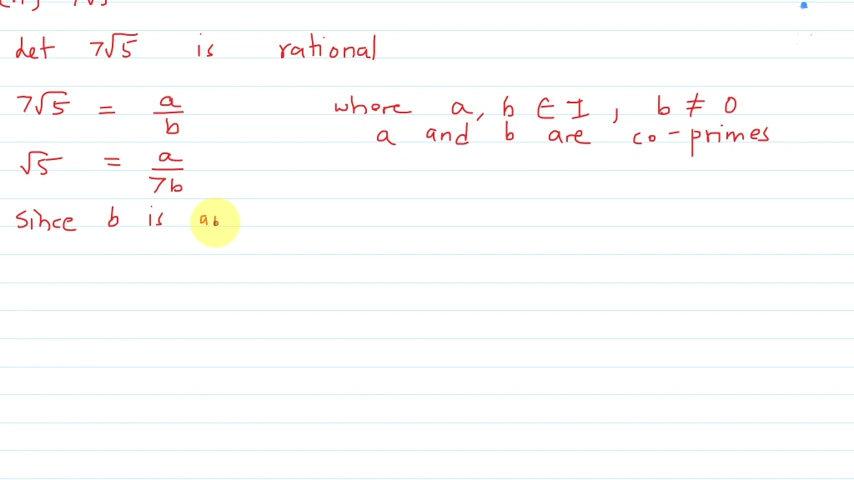 Let 7√5 is rational
7√5 = a/b where a, b ∈ I, b ≠ 0
a and b are co-primes
√5 = a/7b
Since b is